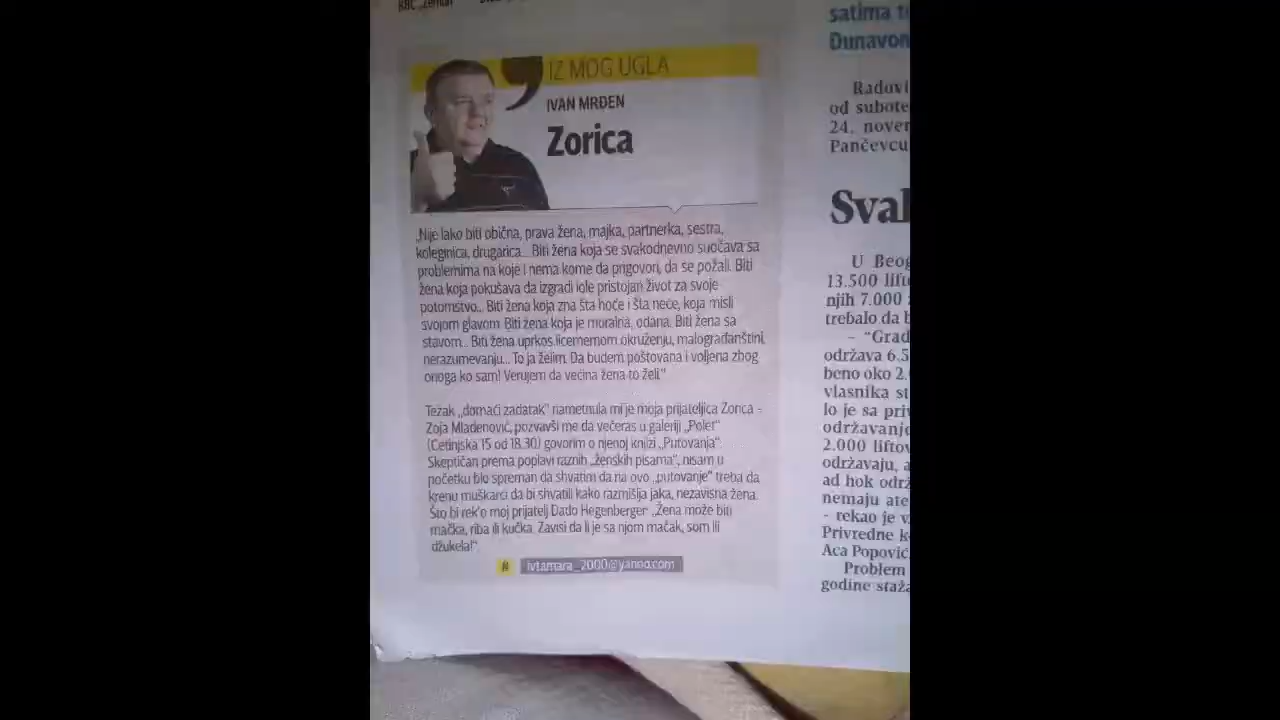 IZ MOG UGLA
IVAN MRĐEN
Zorica
„Nije lako biti obična, prava žena, majka, partnerka, sestra,
koleginica, drugarica... Biti žena koja se svakodnevno suočava sa
problemima na koje i nema kome da prigovori, da se požali. Biti
žena koja pokušava da izgradi iole pristojan život za svoje
potomstvo... Biti žena koja zna šta hoće i šta neće, koja misli
svojom glavom. Biti žena koja je moralna, odana. Biti žena sa
stavom... Biti žena uprkos licemernom okruženju, malograđanštini,
nerazumevanju... To ja želim. Da budem poštovana i voljena zbog
onoga ko sam! Verujem da većina žena to želi.“
Težak „domaći zadatak“ nametnula mi je moja prijateljica Zorica -
Zoja Mladenović, pozvavši me da večeras u galeriji „Polet“
(Cetinjska 15 od 18.30) govorim o njenoj knjizi „Putovanja“.
Skeptičan prema poplavi raznih „ženskih pisama“, nisam u
početku bio spreman da shvatim da na ovo „putovanje“ treba da
krenu muškarci da bi shvatili kako razmišlja jaka, nezavisna žena.
Što bi rek'o moj prijatelj Dado Hegenberger „Žena može biti
mačka, riba ili kučka. Zavisi da li je sa njom mačak, som ili
džukela!“
ivtamara_2000@yahoo.com
satima
Dunavom
Radovi
od subote
24. nover
Pančevcu
Sval
U Beog
13.500 liftc
njih 7.000
trebalo da b
- “Grad
održava 6.5
beno oko 2.
vlasnika st
lo je sa priv
održavanje
2.000 liftov
održavaju, a
ad hok održ
nemaju ate
- rekao je v
Privredne k
Aca Popović
Problem
godine staža